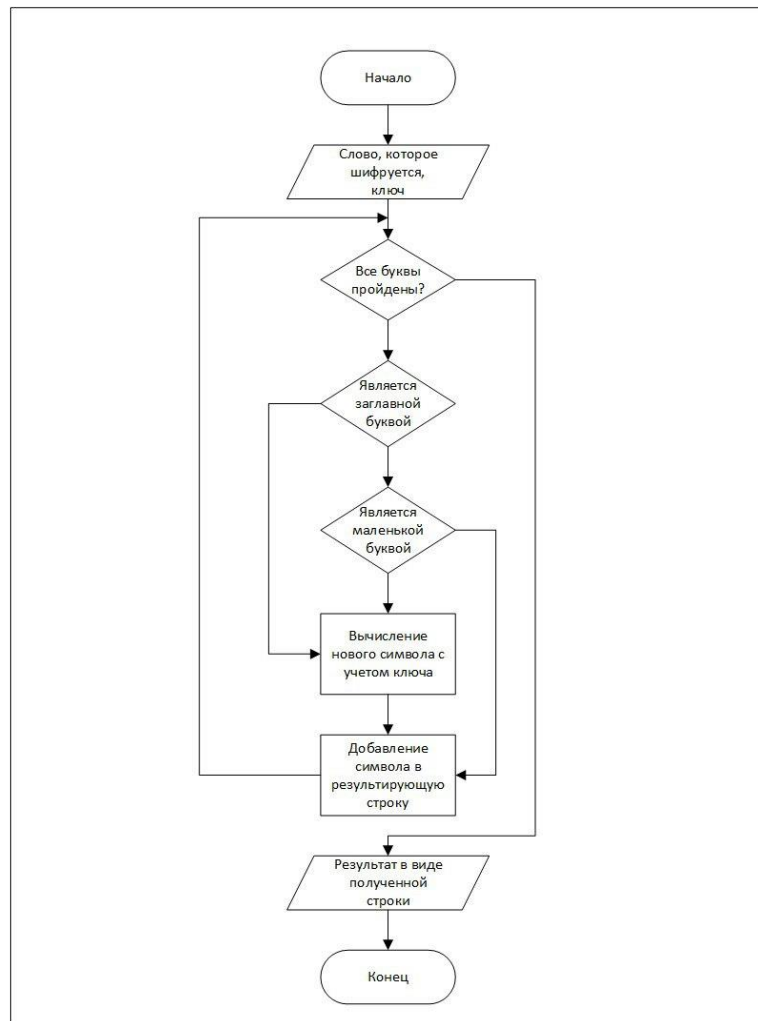 Начало
Слово, которое
шифруется,
ключ
Все буквы
пройдены?
Является
заглавной
буквой
Является
маленькой
буквой
Вычисление
нового символа с
учетом ключа
Добавление
символа в
результирующую
строку
Результат в виде
полученной
строки
Конец